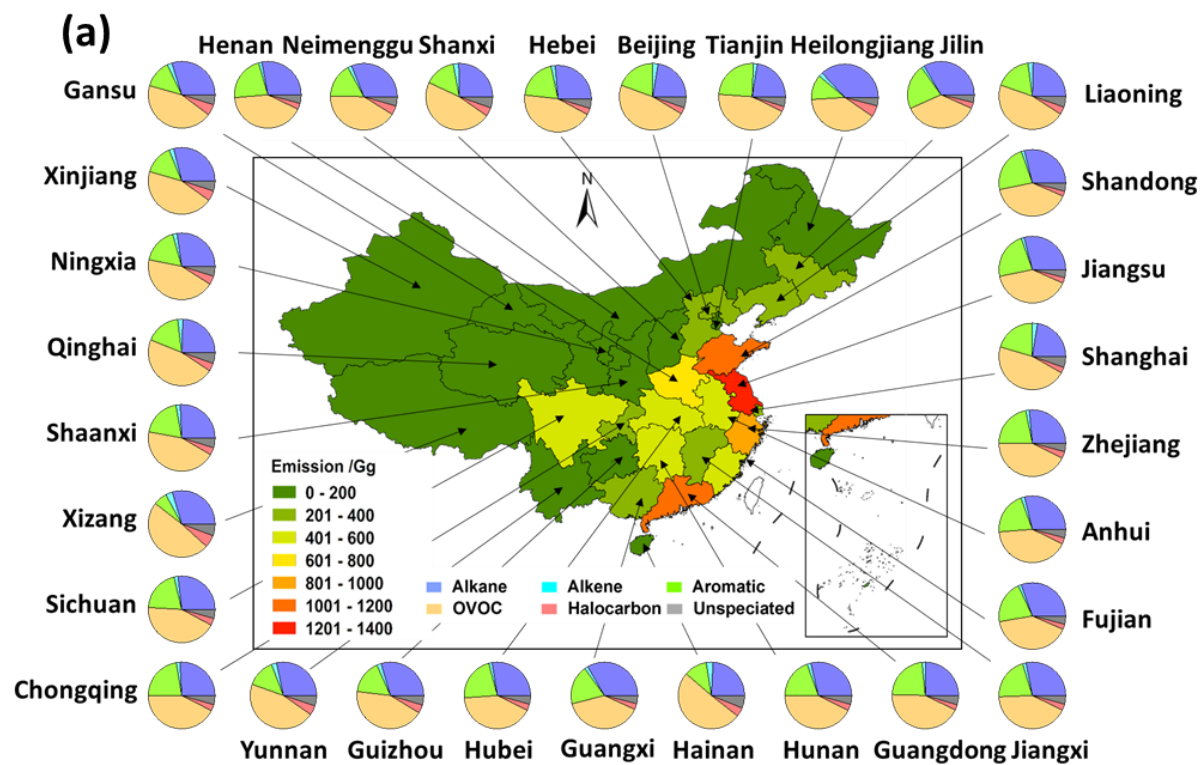 (a)
Henan Neimenggu Shanxi Hebei Beijing Tianjin Heilongjiang Jilin
Gansu
Liaoning
Xinjiang
Shandong
N
Ningxia
Jiangsu
Qinghai
Shanghai
Shaanxi
Zhejiang
Emission /Gg
0 - 200
201 - 400
401 - 600
601 - 800
801 - 1000
1001 - 1200
1201 - 1400
Alkane Alkene Aromatic
OVOC Halocarbon Unspeciated
Xizang
Anhui
Sichuan
Fujian
Chongqing
Yunnan Guizhou Hubei Guangxi Hainan Hunan Guangdong Jiangxi